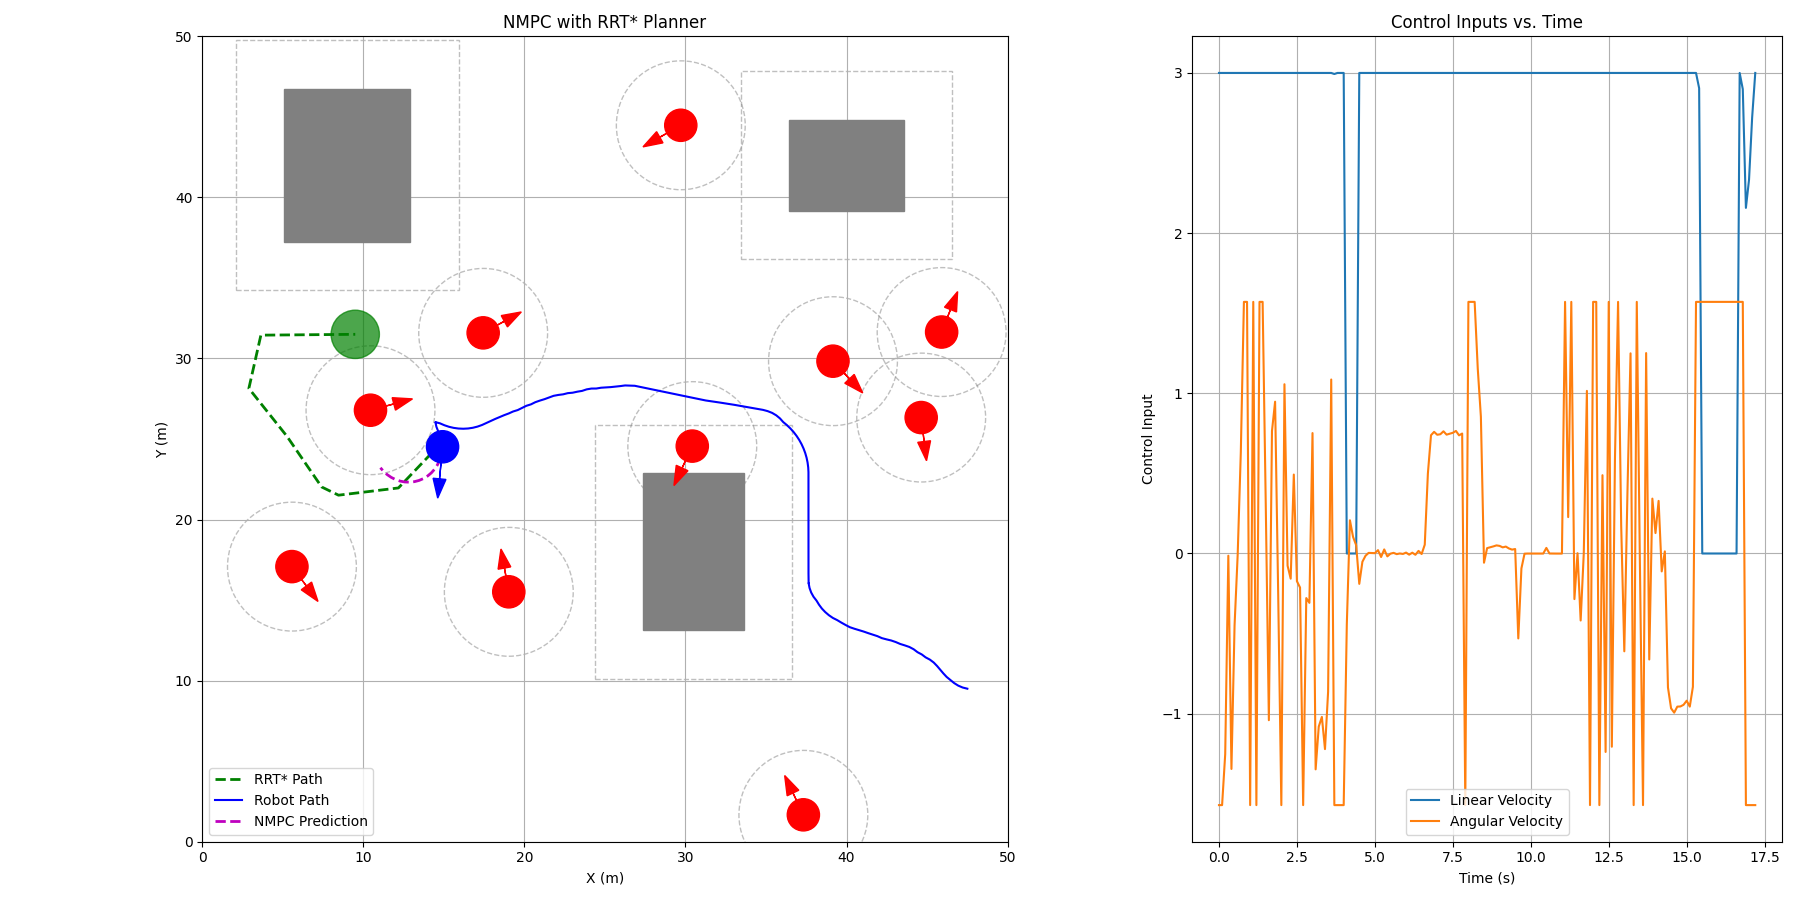 NMPC with RRT* Planner
50
40
30
20
10
0
Y (m)
0 10 20 30 40 50
X (m)
RRT* Path
Robot Path
NMPC Prediction
Control Inputs vs. Time
3
2
1
0
−1
Control Input
0.0 2.5 5.0 7.5 10.0 12.5 15.0 17.5
Time (s)
Linear Velocity
Angular Velocity